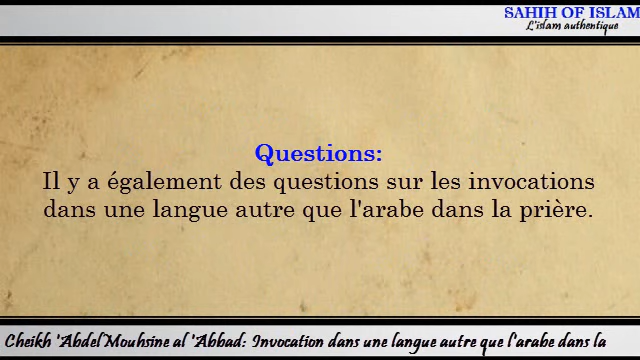 SAHIH OF ISLAM
L'islam authentique
Questions:
Il y a également des questions sur les invocations
dans une langue autre que l'arabe dans la prière.
Cheikh 'Abdel Mouhsine al 'Abbad: Invocation dans une langue autre que l'arabe dans la